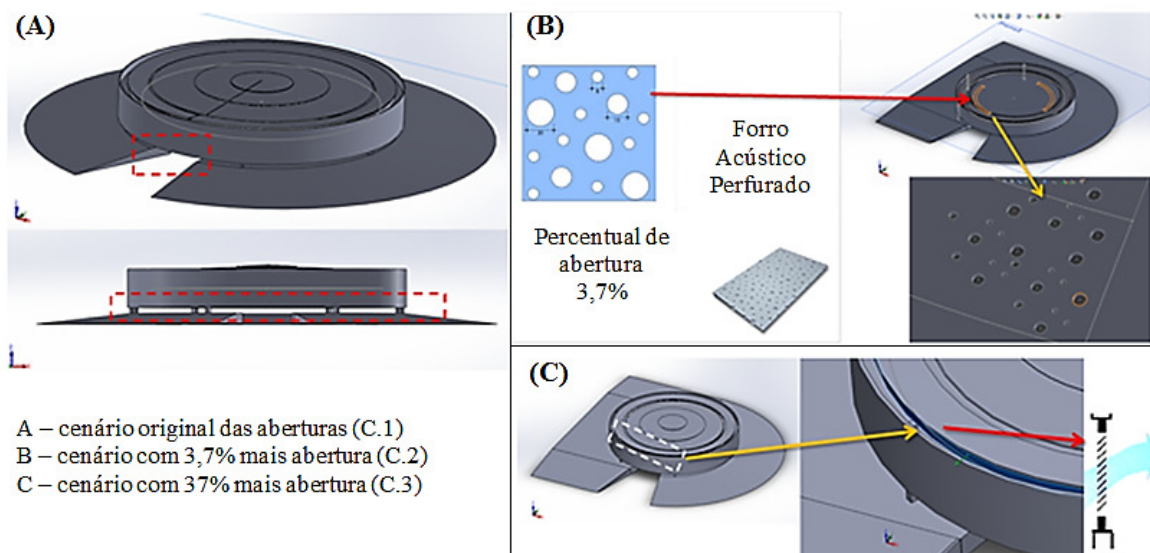 (A)
(B)
Forro
Acústico
Perfurado
Percentual de
abertura
3,7%
(C)
A – cenário original das aberturas (C.1)
B – cenário com 3,7% mais abertura (C.2)
C – cenário com 37% mais abertura (C.3)